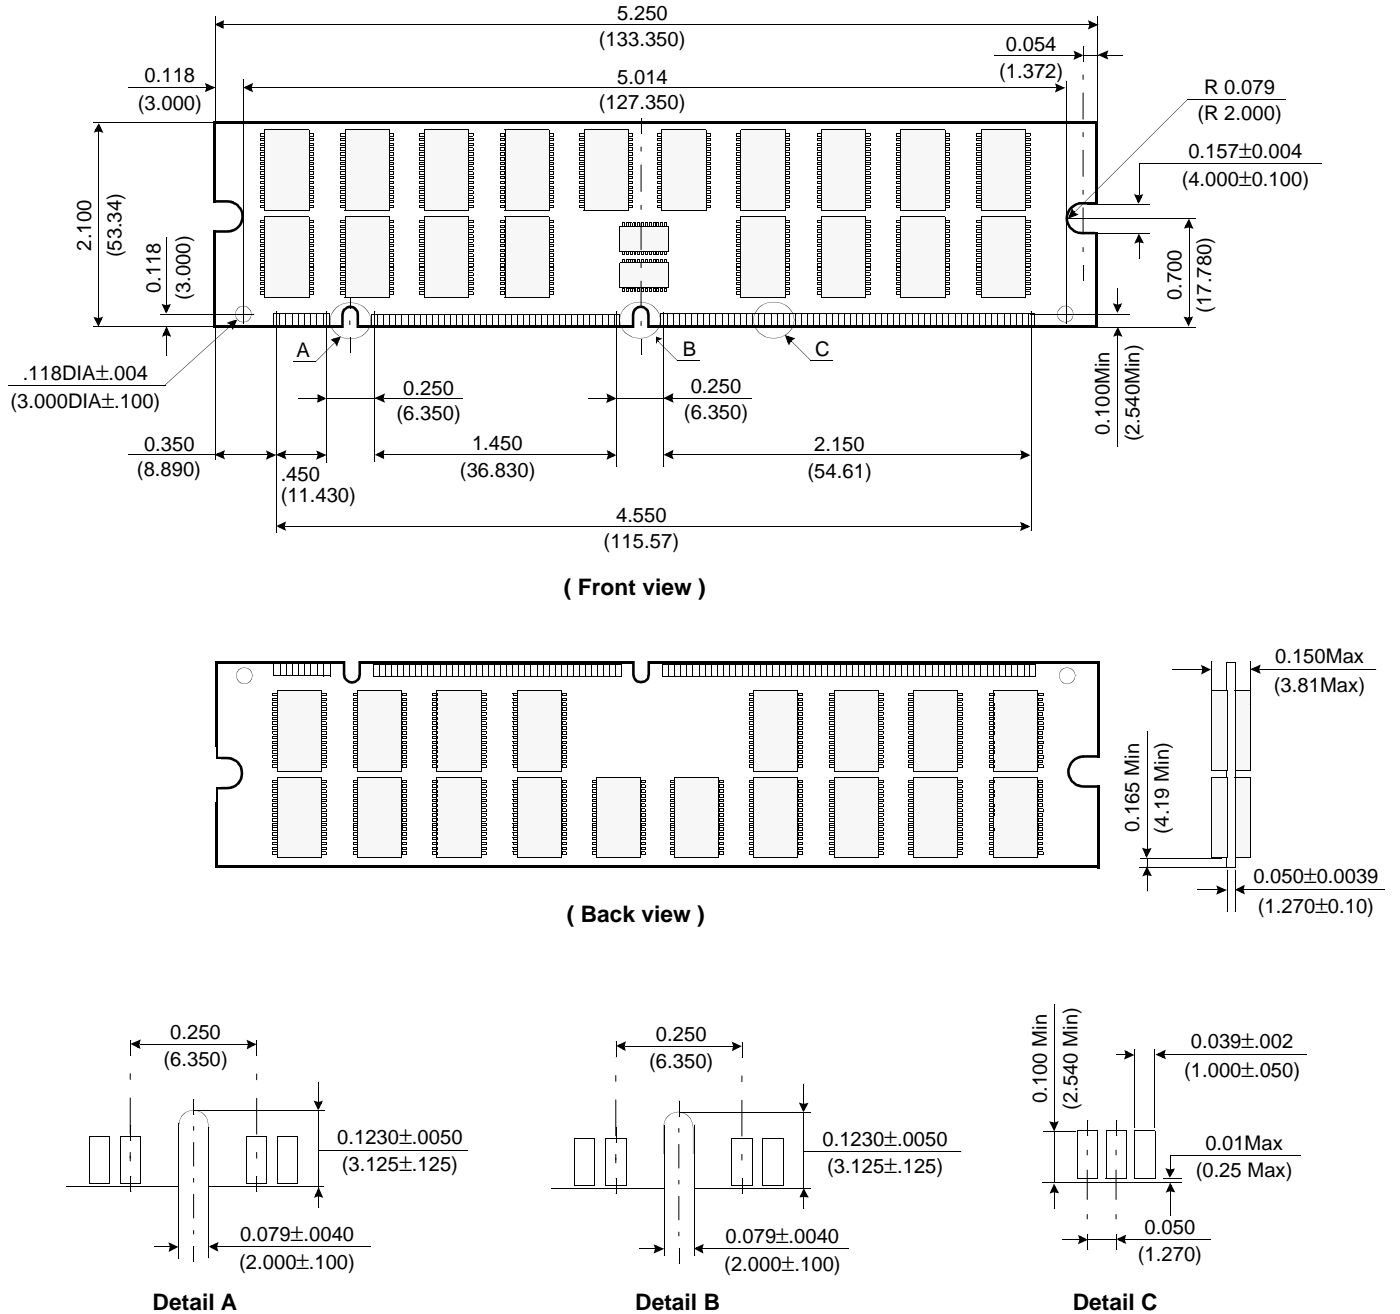 5.250
(133.350)
0.054
(1.372)
0.118
(3.000)
5.014
(127.350)
R 0.079
(R 2.000)
0.157±0.004
(4.000±0.100)
2.100
(53.34)
0.118
(3.000)
0.700
(17.780)
A
B
C
.118DIA±.004
(3.000DIA±.100)
0.250
(6.350)
0.250
(6.350)
0.100Min
(2.540Min)
0.350
(8.890)
.450
(11.430)
1.450
(36.830)
2.150
(54.61)
4.550
(115.57)
( Front view )
0.150Max
(3.81Max)
0.165 Min
(4.19 Min)
0.050±0.0039
(1.270±0.10)
( Back view )
0.250
(6.350)
0.1230±.0050
(3.125±.125)
0.079±.0040
(2.000±.100)
Detail A
0.250
(6.350)
0.1230±.0050
(3.125±.125)
0.079±.0040
(2.000±.100)
Detail B
0.100 Min
(2.540 Min)
0.039±.002
(1.000±.050)
0.01Max
(0.25 Max)
0.050
(1.270)
Detail C